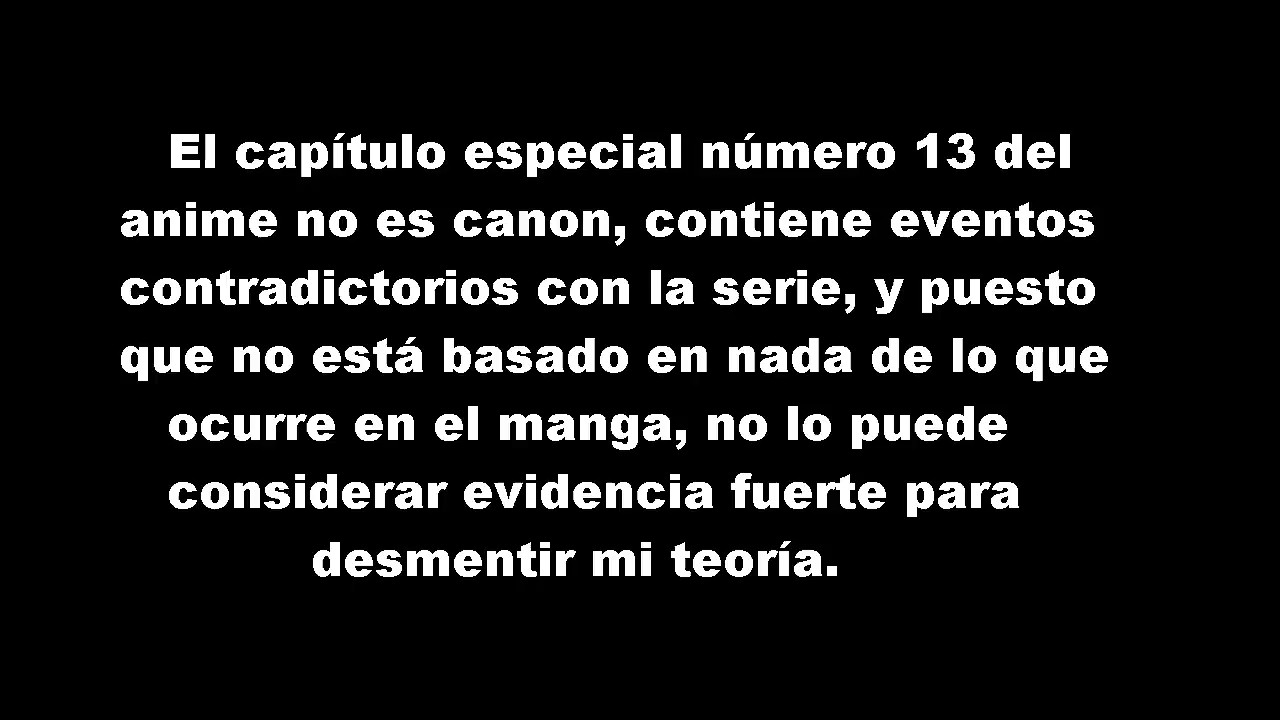 El capítulo especial número 13 del
anime no es canon, contiene eventos
contradictorios con la serie, y puesto
que no está basado en nada de lo que
ocurre en el manga, no lo puede
considerar evidencia fuerte para
desmentir mi teoría.